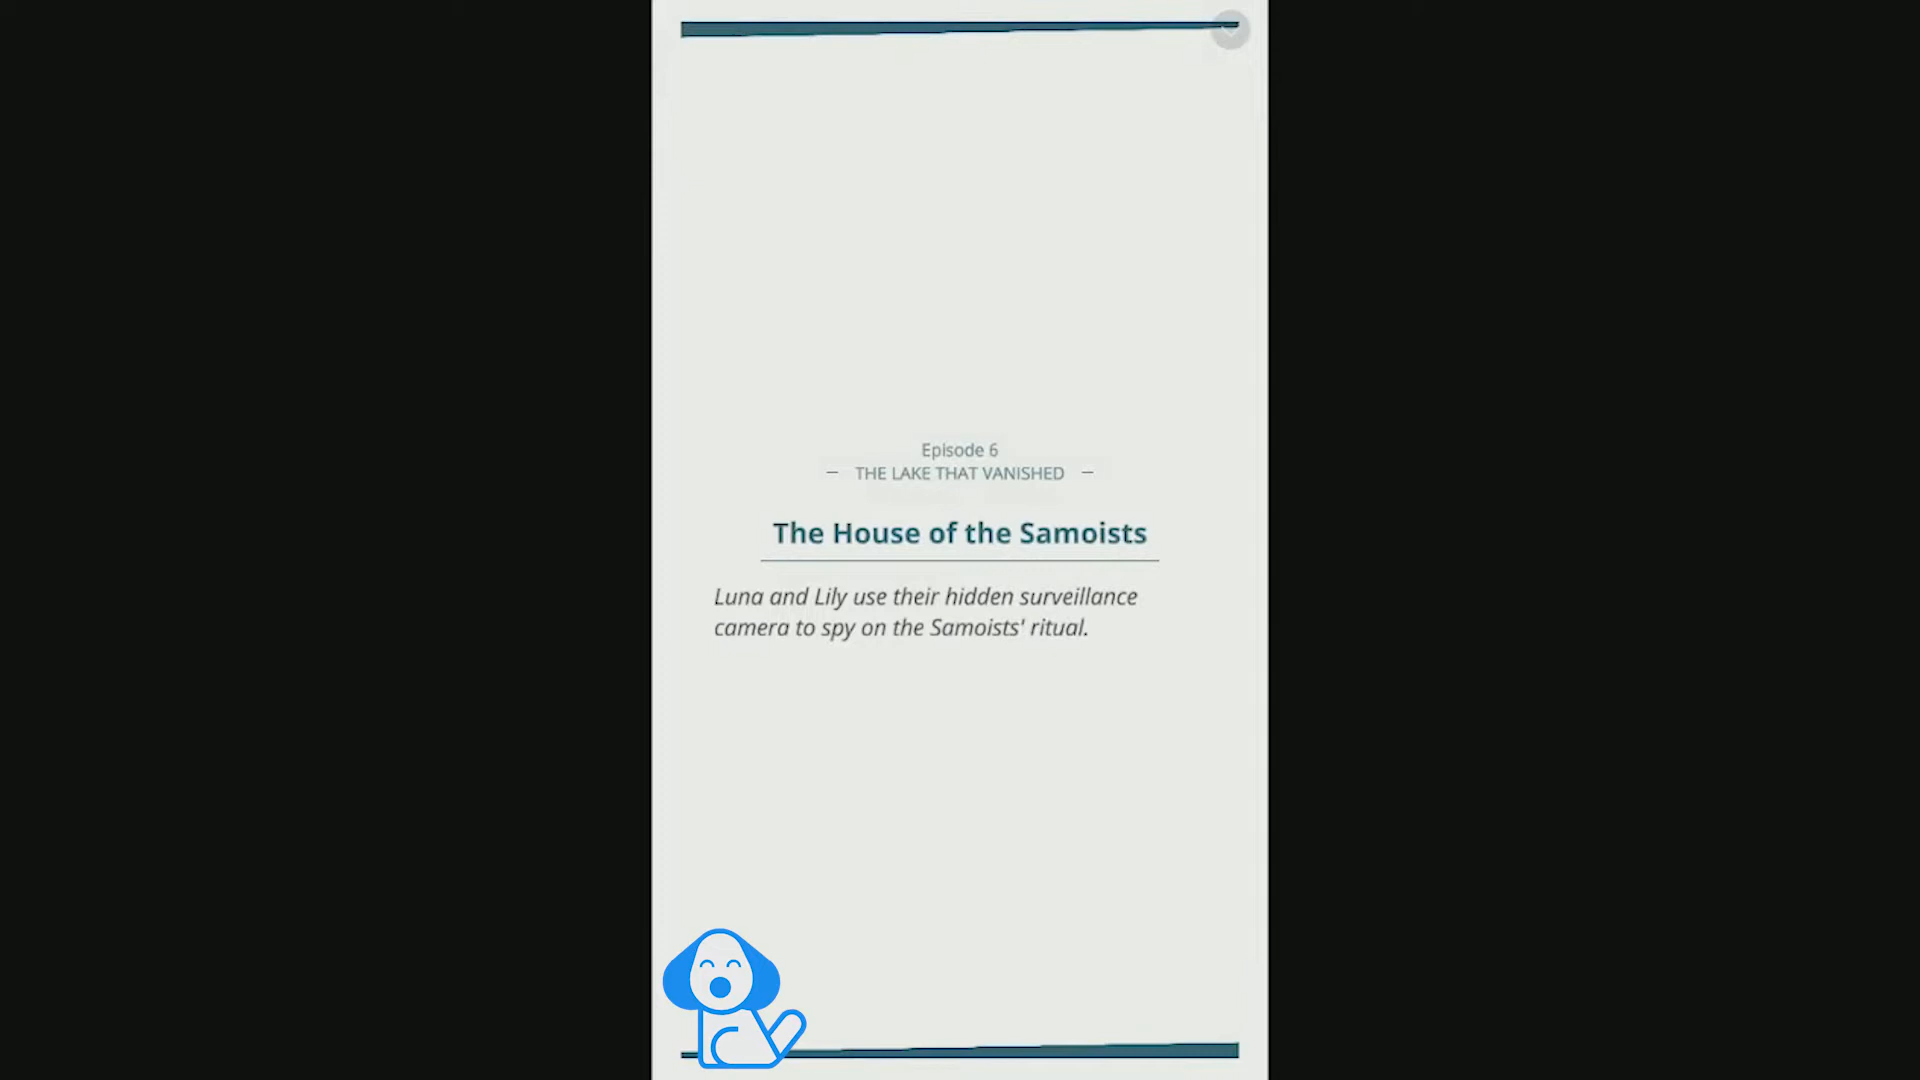 Episode 6
— THE LAKE THAT VANISHED —
The House of the Samoists
Luna and Lily use their hidden surveillance
camera to spy on the Samoists' ritual.